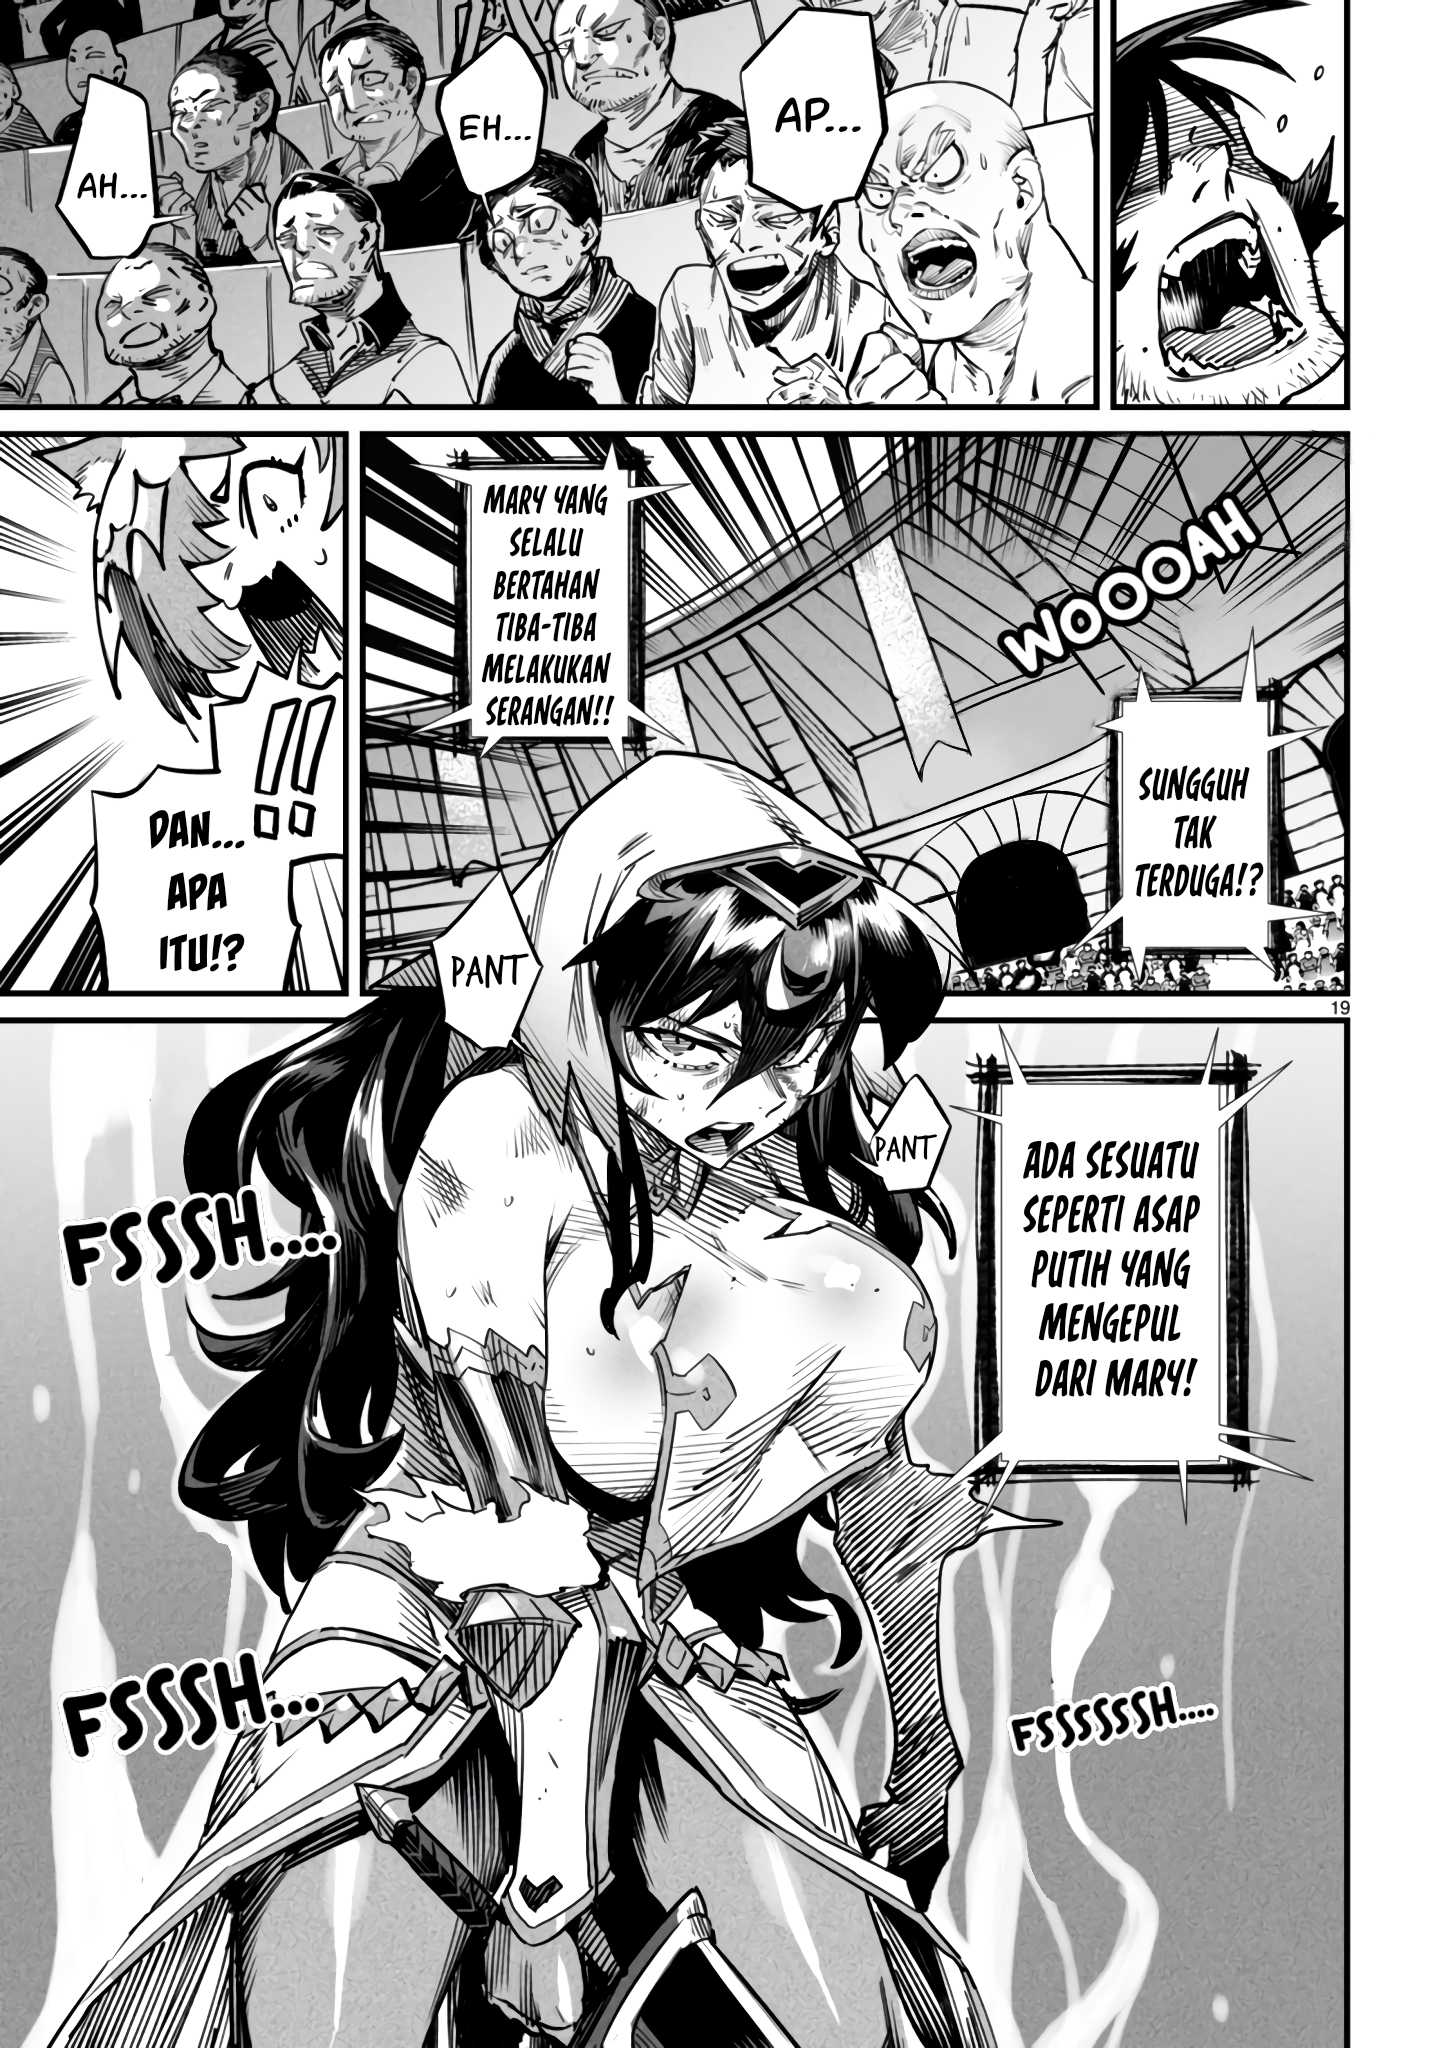 AP...
EH...
AH...
WOOOAH
SUNGGUH
TAK
TERDUGA!?
MARY YANG
SELALU
BERTAHAN
TIBA-TIBA
MELAKUKAN
SERANGAN!!
!!
DAN...
APA
ITU!?
19
PANT
PANT
ADA SESUATU
SEPERTI ASAP
PUTIH YANG
MENGEPUL
DARI MARY!
FSSSH....
FSSSH...
FSSSSSSH....